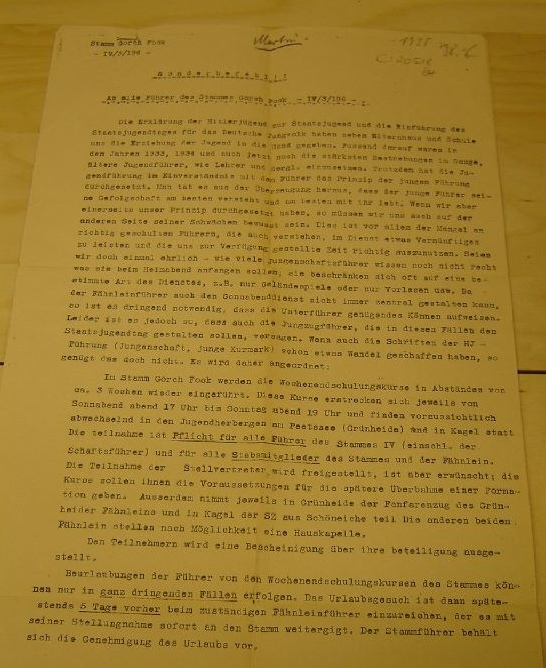 Stamm Gorch Fock
- IV/3/196 -
Martin
1935
Sonderbefehl!
An alle Führer des Stammes Gorch Fock - IV/3/196 - .
Die Erklärung der Hitlerjugend zur Staatsjugend und die Einführung des
Staatsjugendtages für das Deutsche Jungvolk haben neben Elternhaus und Schule
uns die Erziehung der Jugend in die Hand gegeben. Fussend darauf waren in
den Jahren 1933, 1934 und auch jetzt noch die stärksten Bestrebungen im Gange,
ältere Jugendführer, wie Lehrer und dergl. einzusetzen. Trotzdem hat die Ju-
gendführung im Einverständnis mit dem Führer das Prinzip der jungen Führung
durchgesetzt. Und tat es aus der Überzeugung heraus, dass der junge Führer sei-
ne Gefolgschaft am besten versteht und am besten mit ihr lebt. Wenn wir aber
einerseits unser Prinzip durchgesetzt haben, so müssen wir uns auch auf der
anderen Seite seiner Schwächen bewusst sein. Dies ist vor allem der Mangel an
richtig geschulten Führern, die auch verstehen, im Dienst etwas Vernünftiges
zu leisten und die uns zur Verfügung gestellte Zeit richtig auszunutzen. Seien
wir doch einmal ehrlich - wie viele Jungenschaftsführer wissen noch nicht recht
was sie beim Heimabend anfangen sollen, sie beschränken sich oft auf eine be-
stimmte Art des Dienstes, z.B. nur Geländespiele oder nur Vorlesen usw. Da
der Fähnleinführer auch den Sonnabenddienst nicht immer zentral gestalten kann,
so ist es dringend notwendig, dass die Unterführer genügendes Können aufweisen.
Leider ist es jedoch so, dass auch die Jungzugführer, die in diesen Fällen den
Staatsjugendtag gestalten sollen, versagen. Wenn auch die Schriften der HJ -
Führung (Jungenschaft, junge Kurmark) schon etwas Wandel geschaffen haben, so
genügt das doch nicht. Es wird daher angeordnet:
Im Stamm Gorch Fock werden die Wochenendschulungskurse in Abständen von
ca. 3 Wochen wieder eingeführt. Diese Kurse erstrecken sich jeweils von
Sonnabend abend 17 Uhr bis Sonntag abend 19 Uhr und finden voraussichtlich
abwechselnd in den Jugendherbergen am Peetzsee (Grünheide) und in Kagel statt
Die teilnahme ist Pflicht für alle Führer des Stammes IV (einschl. der
Schaftsführer) und für alle Stabsmitglieder des Stammes und der Fähnlein.
Die Teilnahme der Stellvertreter wird freigestellt, ist aber erwünscht; die
Kurse sollen ihnen die Voraussetzungen für die spätere Übernahme einer Forma-
tion geben. Ausserdem nimmt jeweils in Grünheide der Fanfarenzug des Grün-
heider Fähnleins und in Kagel der SZ aus Schöneiche teil Die anderen beiden
Fähnlein stellen nach Möglichkeit eine Hauskapelle.
Den Teilnehmern wird eine Bescheinigung über ihre beteiligung ausge-
stellt.
Beurlaubungen der Führer von den Wochenendschulungskursen des Stammes kön-
nen nur in ganz dringenden Fällen erfolgen. Das Urlaubsgesuch ist dann späte-
stens 5 Tage vorher beim zuständigen Fähnleinführer einzureichen, der es mit
seiner Stellungnahme sofort an den Stamm weitergigt. Der Stammführer behält
sich die Genehmigung des Urlaubs vor.